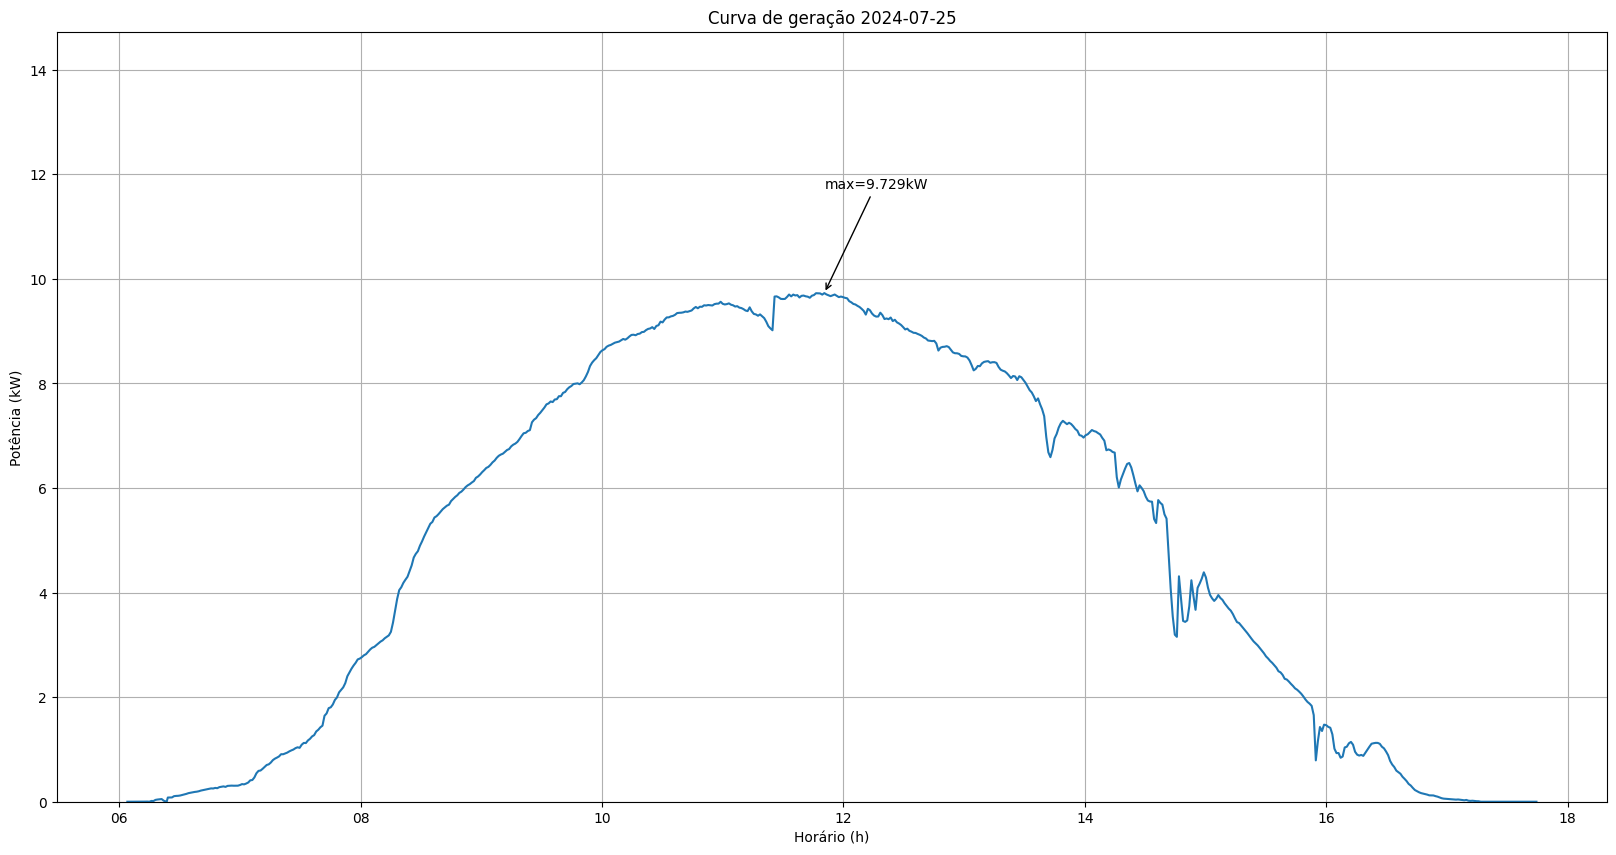 Curva de geração 2024-07-25
14
12
10
8
6
4
2
0
Potência (kW)
max=9.729kW
06 08 10 12 14 16 18
Horário (h)